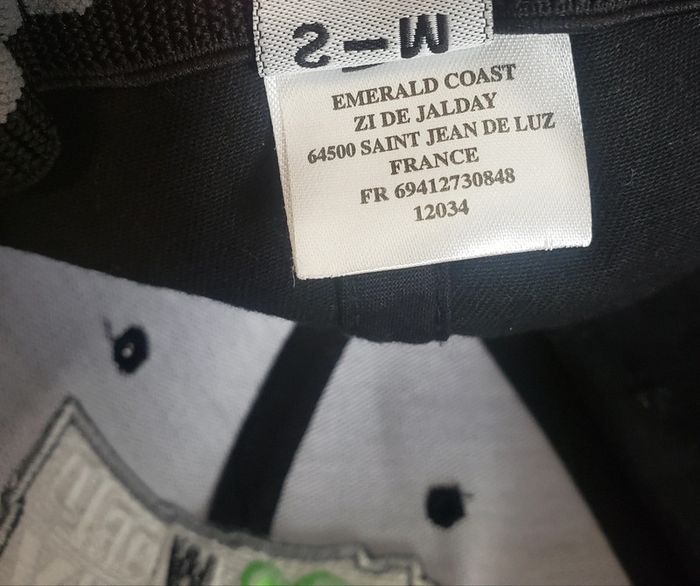 M-S
EMERALD COAST
ZI DE JALDAY
64500 SAINT JEAN DE LUZ
FRANCE
FR 69412730848
12034